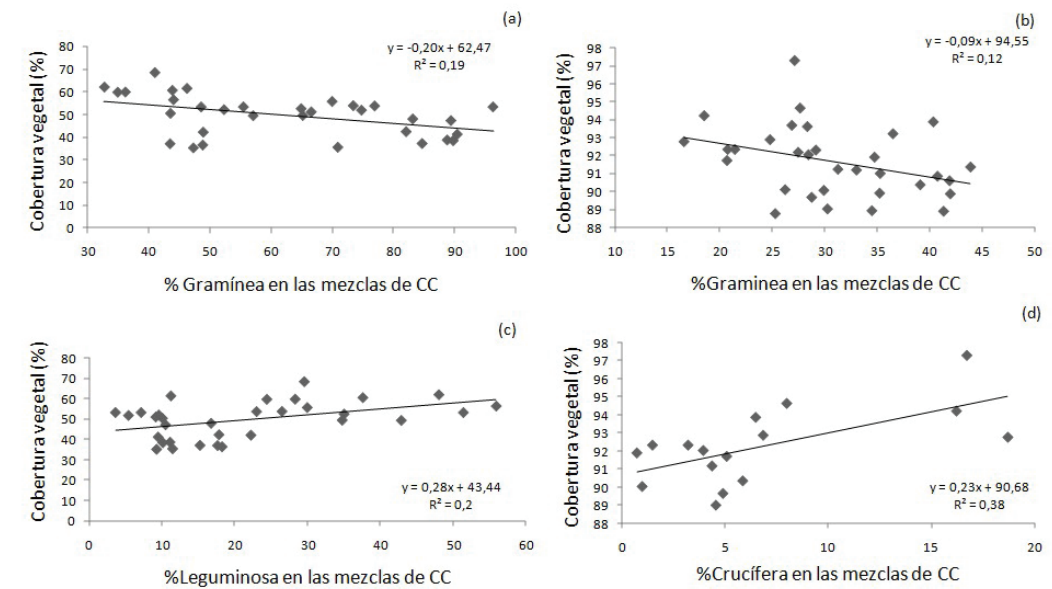 (a)
y = -0,20x + 62,47
R² = 0,19
Cobertura vegetal (%)
80
70
60
50
40
30
20
10
0
30 40 50 60 70 80 90 100
% Gramínea en las mezclas de CC
(b)
y = -0,09x + 94,55
R² = 0,12
Cobertura vegetal (%)
98
97
96
95
94
93
92
91
90
89
88
10 15 20 25 30 35 40 45 50
%Graminea en las mezclas de CC
(c)
Cobertura vegetal (%)
80
70
60
50
40
30
20
10
0
y = 0,28x + 43,44
R² = 0,2
0 10 20 30 40 50 60
%Leguminosa en las mezclas de CC
(d)
Cobertura vegetal (%)
98
97
96
95
94
93
92
91
90
89
88
y = 0,23x + 90,68
R² = 0,38
0 5 10 15 20
%Crucífera en las mezclas de CC